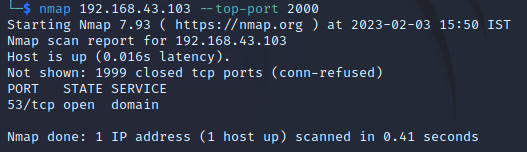 └─$ nmap 192.168.43.103 --top-port 2000
Starting Nmap 7.93 ( https://nmap.org ) at 2023-02-03 15:50 IST
Nmap scan report for 192.168.43.103
Host is up (0.016s latency).
Not shown: 1999 closed tcp ports (conn-refused)
PORT   STATE SERVICE
53/tcp open  domain
Nmap done: 1 IP address (1 host up) scanned in 0.41 seconds